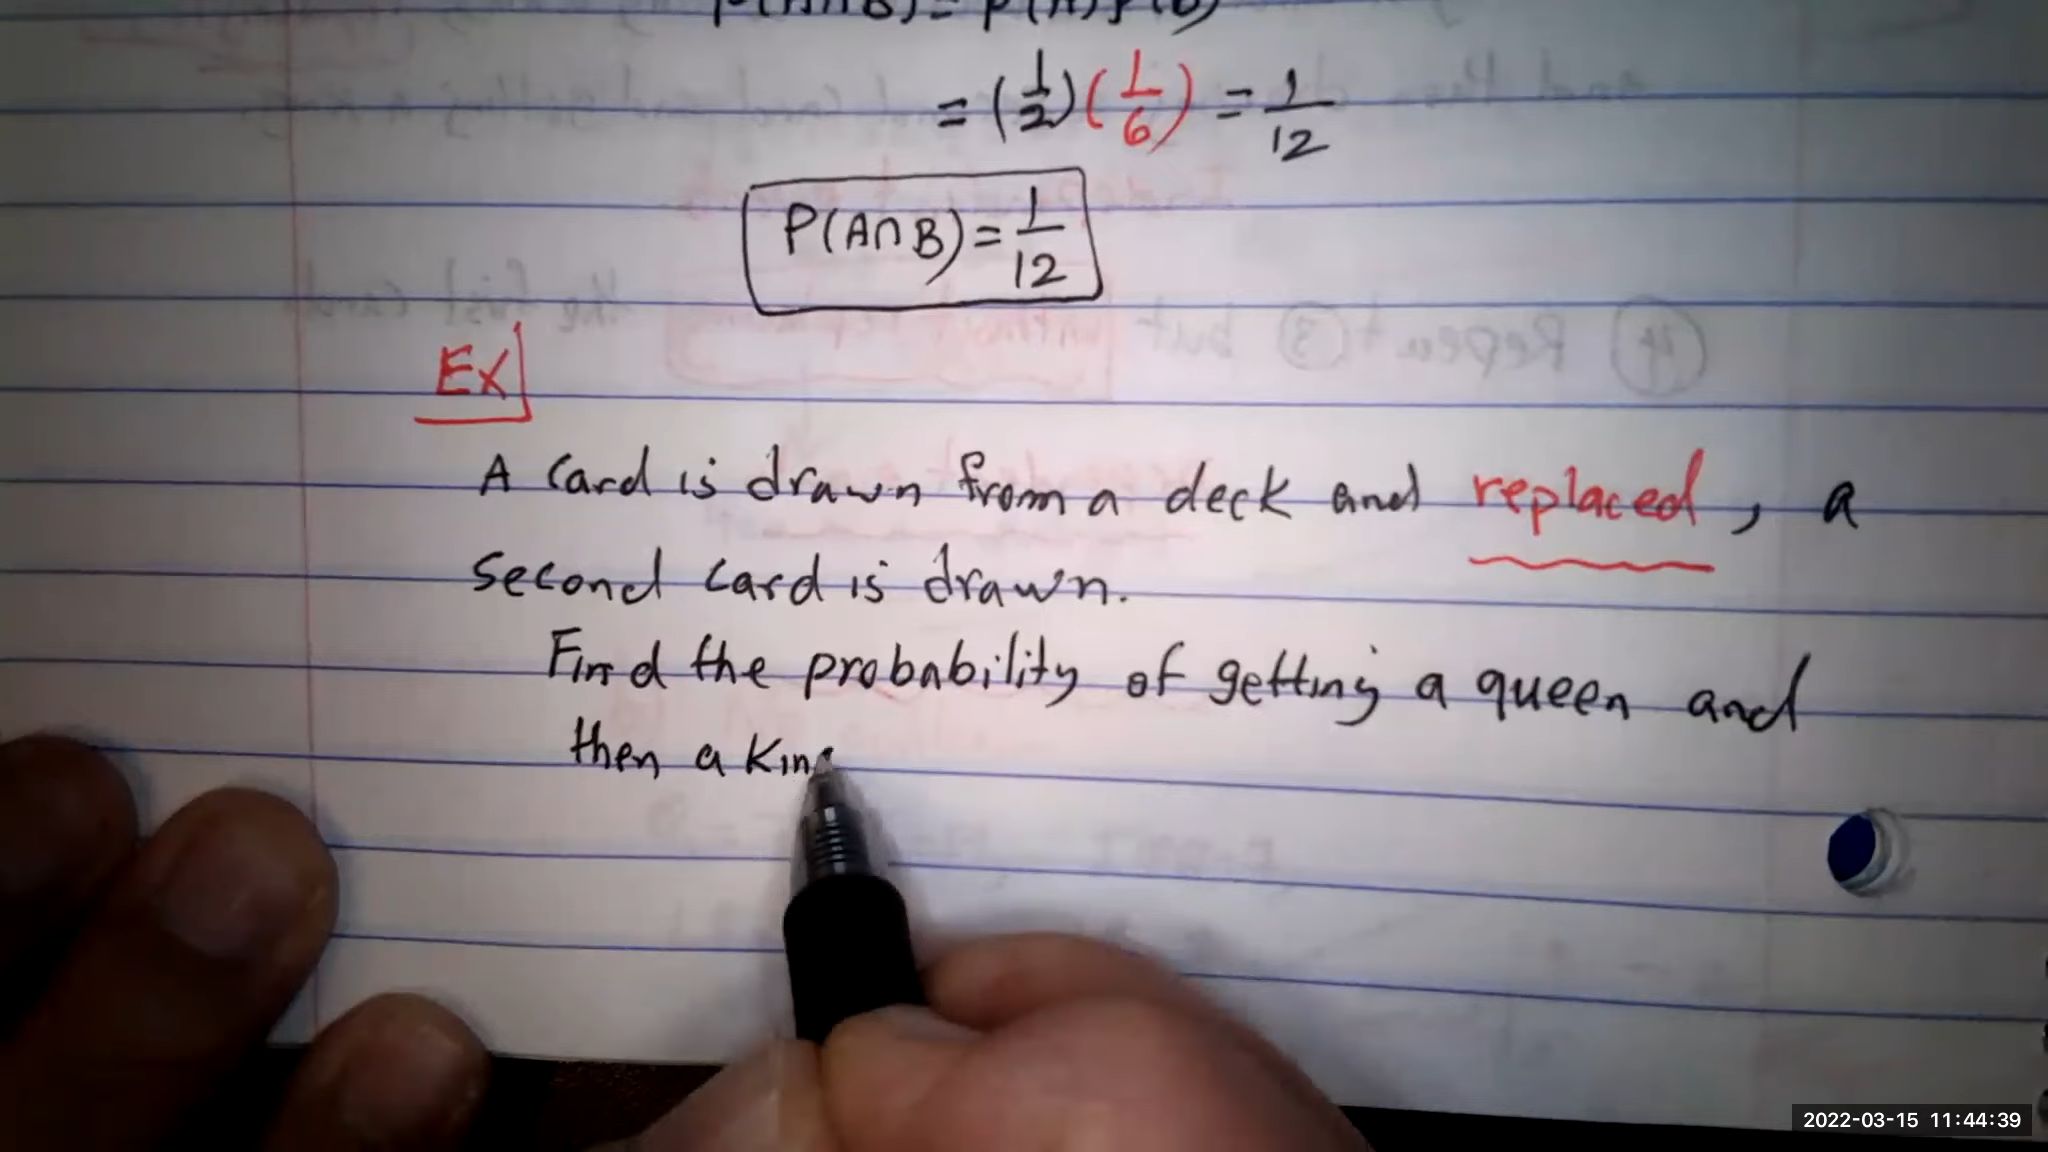 P(A∩B) = P(A)P(B)
= (1/2)(1/6) = 1/12
P(A∩B) = 1/12
EX
A card is drawn from a deck and replaced, a
second card is drawn.
Find the probability of getting a queen and
then a kin
2022-03-15 11:44:39